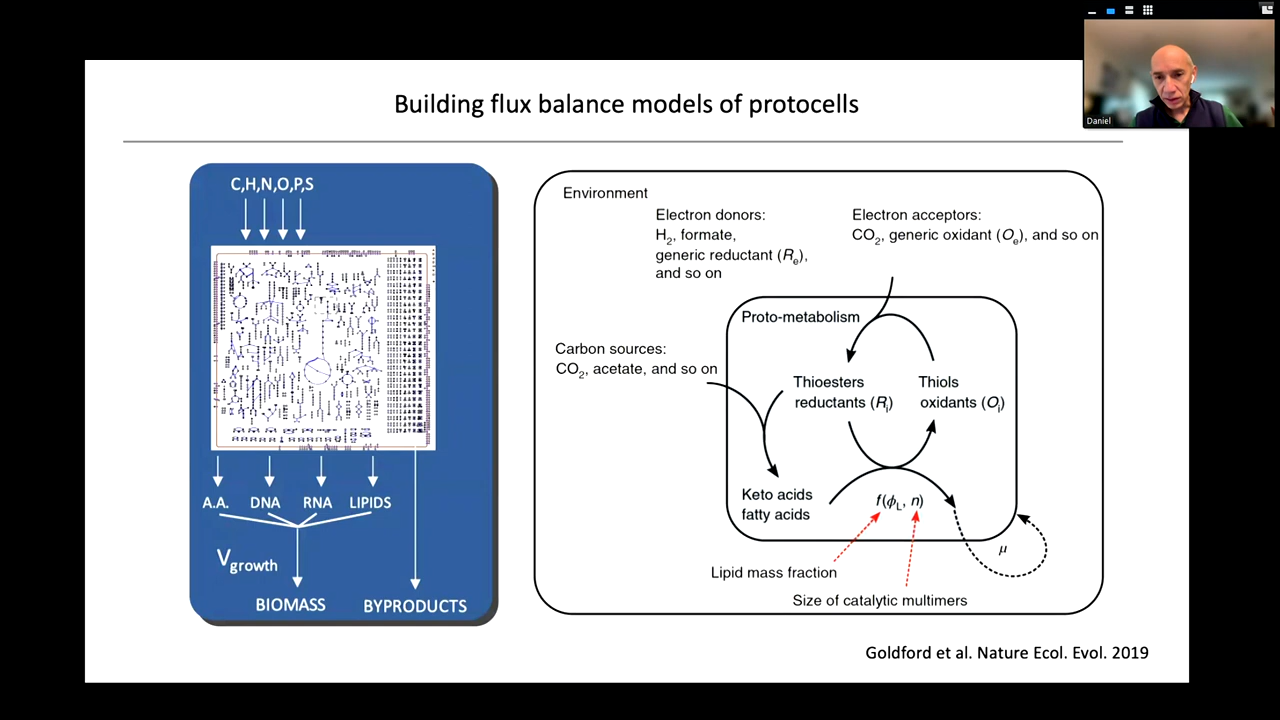 Daniel
Building flux balance models of protocells
C,H,N,O,P,S
A.A. DNA RNA LIPIDS
Vgrowth
BIOMASS BYPRODUCTS
Environment
Electron donors:
H2, formate,
generic reductant (Re),
and so on
Electron acceptors:
CO2, generic oxidant (Oe), and so on
Proto-metabolism
Carbon sources:
CO2, acetate, and so on
Thioesters
reductants (Ri)
Thiols
oxidants (Oi)
Keto acids
fatty acids
f(ϕL, n)
μ
Lipid mass fraction
Size of catalytic multimers
Goldford et al. Nature Ecol. Evol. 2019